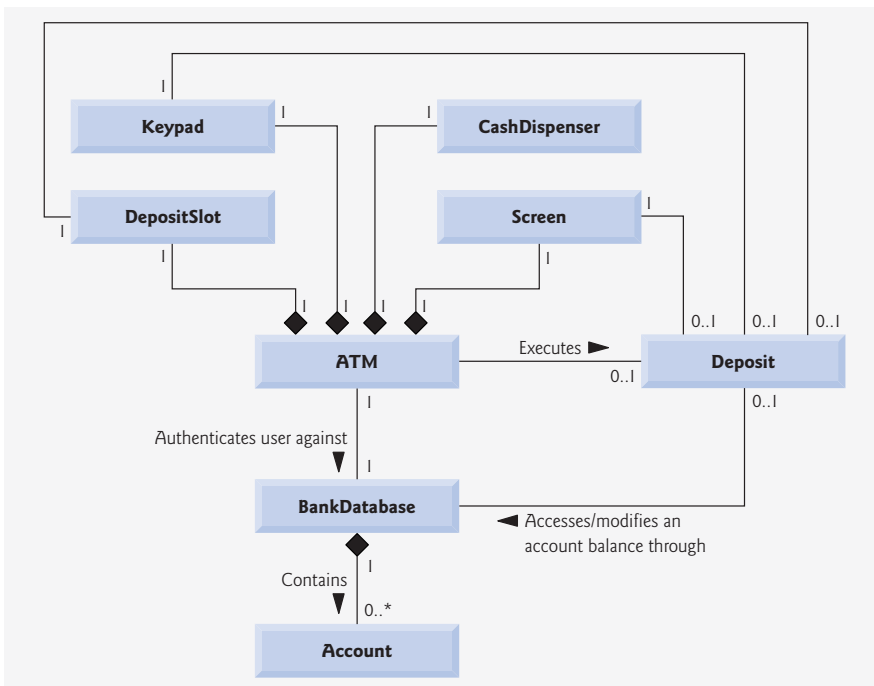 1
1
1
Keypad
CashDispenser
DepositSlot
Screen
1
1
1
1
1
1
1
1
0..1
0..1
0..1
Executes
ATM
Deposit
0..1
1
0..1
Authenticates user against
1
BankDatabase
Accesses/modifies an
account balance through
1
Contains
0..*
Account